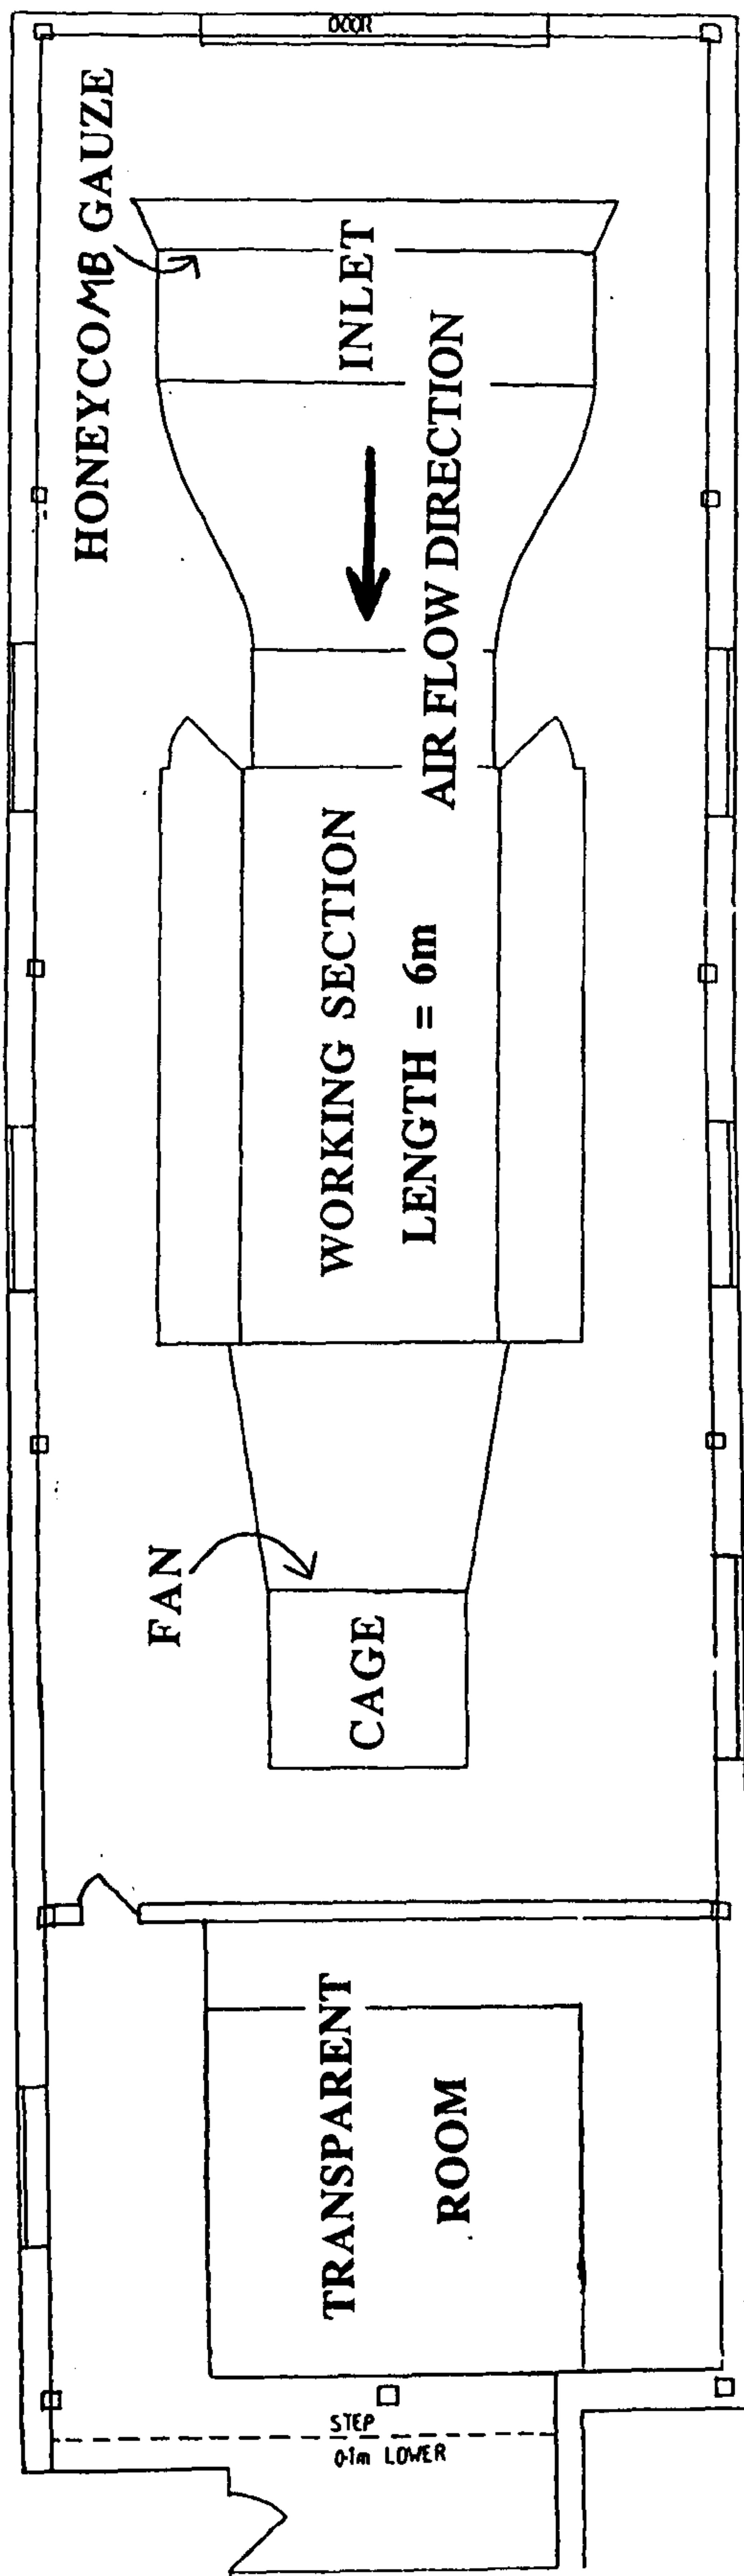 DOOR
HONEYCOMB GAUZE
INLET
AIR FLOW DIRECTION
WORKING SECTION
LENGTH = 6m
FAN
CAGE
TRANSPARENT
ROOM
STEP
0·1m LOWER